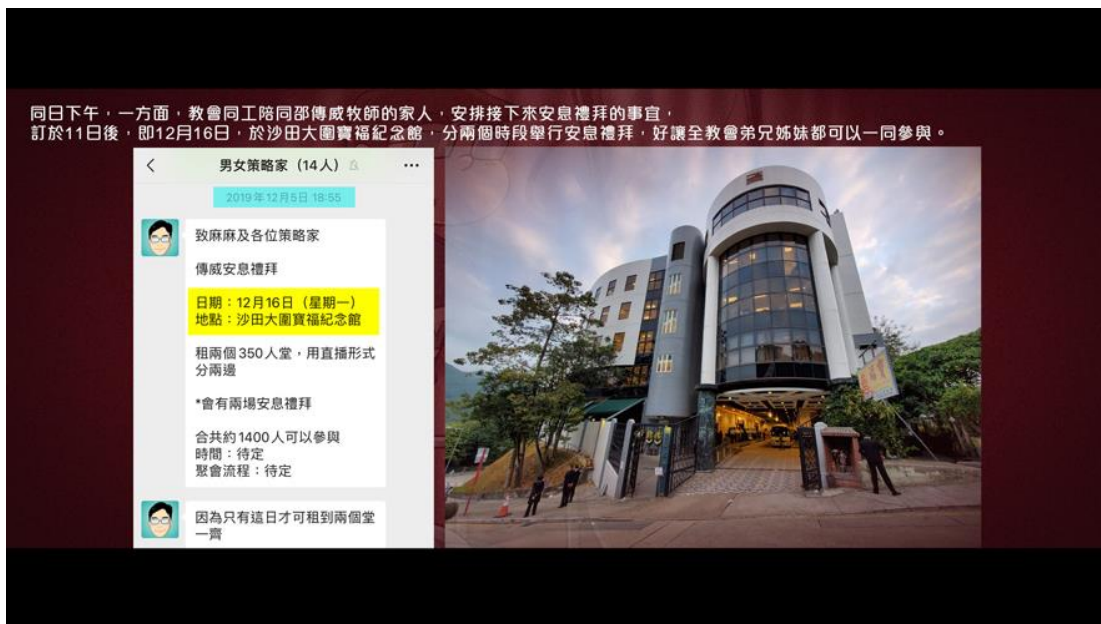 同日下午，一方面，教會同工陪同邵傳威牧師的家人，安排接下來安息禮拜的事宜，
訂於11日後，即12月16日，於沙田大圍寶福紀念館，分兩個時段舉行安息禮拜，好讓全教會弟兄姊妹都可以一同參與。
男女策略家（14人）
2019年12月5日 18:55
致麻麻及各位策略家
傳威安息禮拜
日期：12月16日（星期一）
地點：沙田大圍寶福紀念館
租兩個350人堂，用直播形式
分兩邊
*會有兩場安息禮拜
合共約1400人可以參與
時間：待定
聚會流程：待定
因為只有這日才可租到兩個堂
一齊